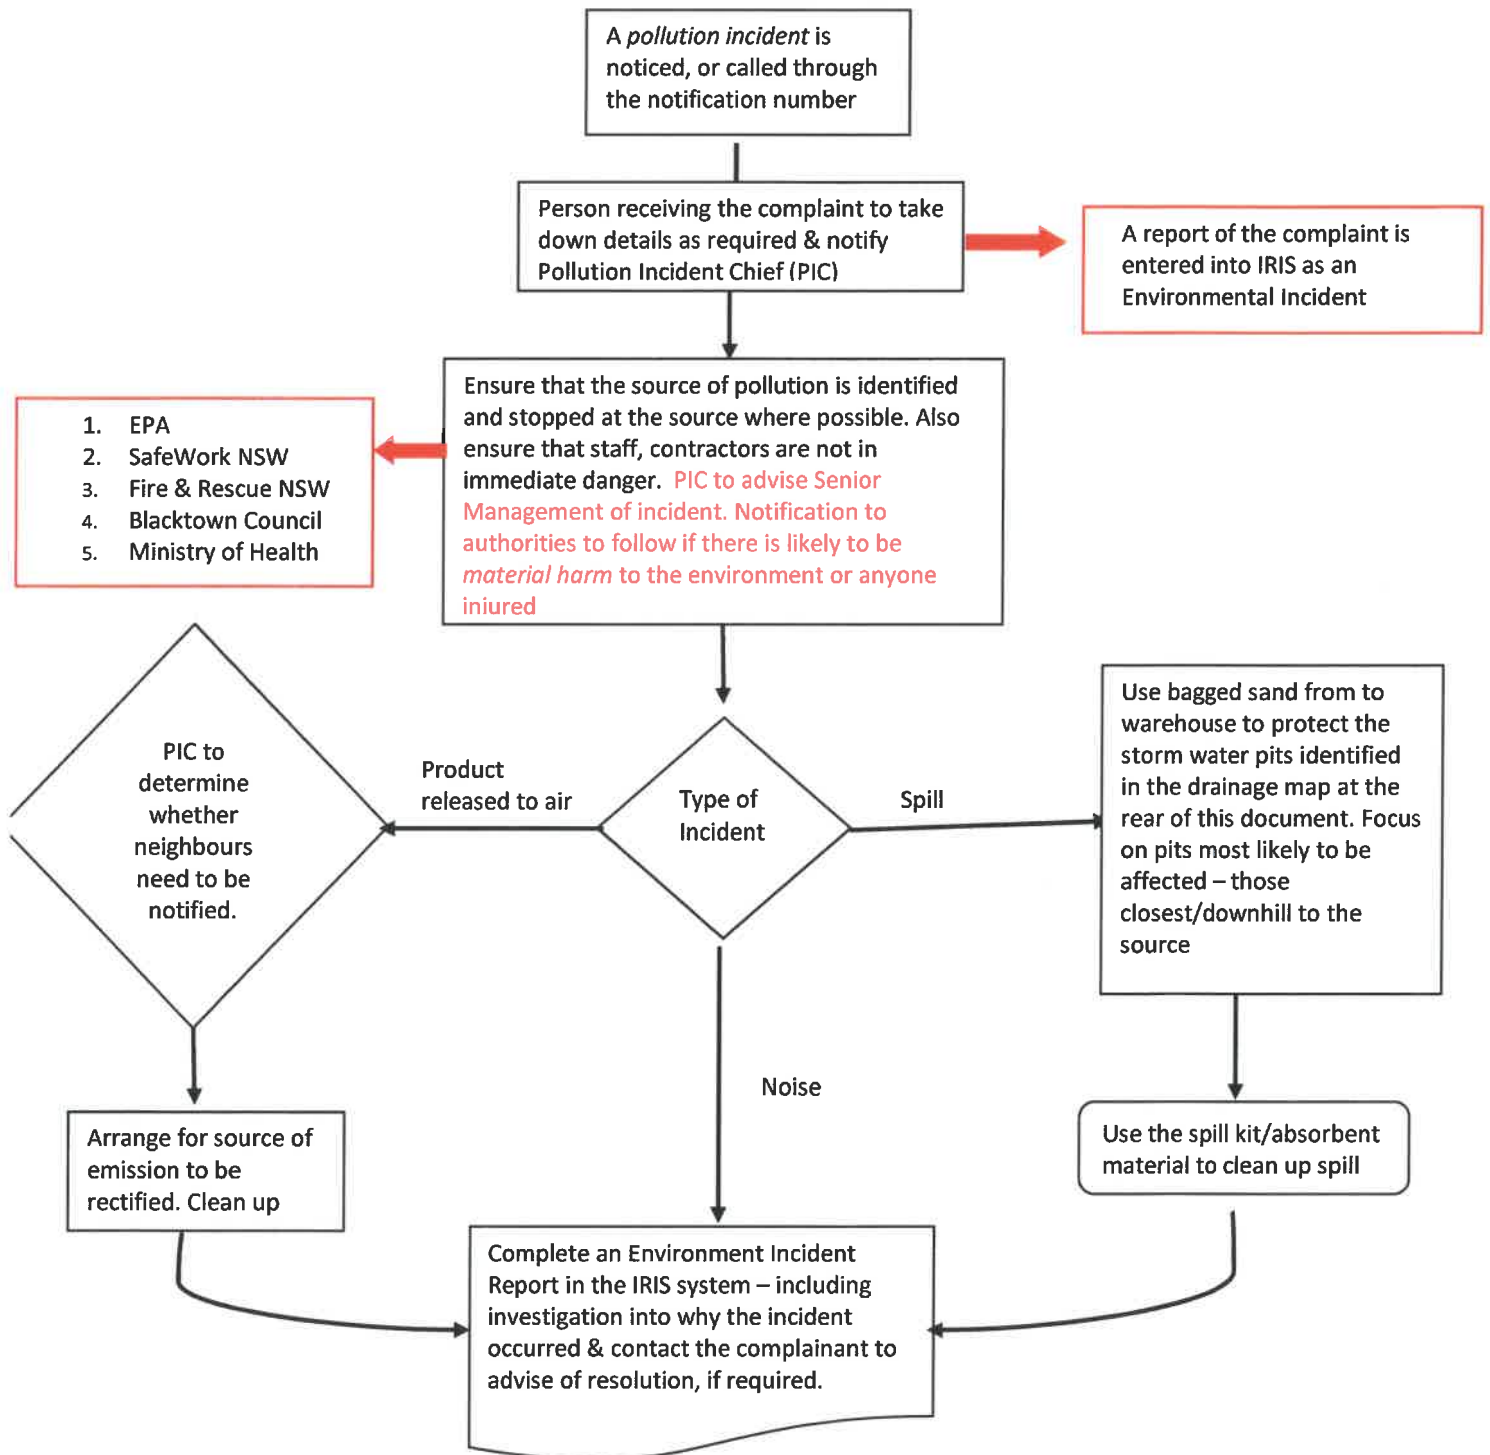 A pollution incident is
noticed, or called through
the notification number
Person receiving the complaint to take
down details as required & notify
Pollution Incident Chief (PIC)
A report of the complaint is
entered into IRIS as an
Environmental Incident
Ensure that the source of pollution is identified
and stopped at the source where possible. Also
ensure that staff, contractors are not in
immediate danger. PIC to advise Senior
Management of incident. Notification to
authorities to follow if there is likely to be
material harm to the environment or anyone
injured
1. EPA
2. SafeWork NSW
3. Fire & Rescue NSW
4. Blacktown Council
5. Ministry of Health
Type of
Incident
Product
released to air
Spill
Noise
PIC to
determine
whether
neighbours
need to be
notified.
Use bagged sand from to
warehouse to protect the
storm water pits identified
in the drainage map at the
rear of this document. Focus
on pits most likely to be
affected – those
closest/downhill to the
source
Arrange for source of
emission to be
rectified. Clean up
Use the spill kit/absorbent
material to clean up spill
Complete an Environment Incident
Report in the IRIS system – including
investigation into why the incident
occurred & contact the complainant to
advise of resolution, if required.